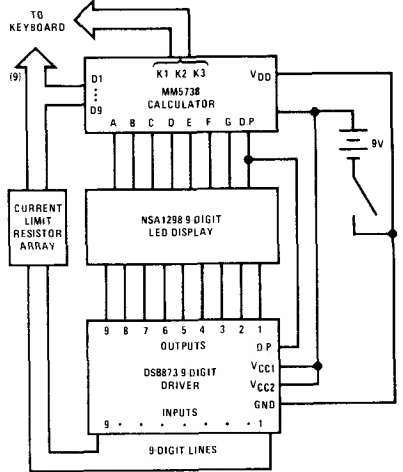 TO
KEYBOARD
(9)
K1 K2 K3
D1
VDD
MM5738
CALCULATOR
D9
A B C D E F G D.P
9V
CURRENT
LIMIT
RESISTOR
ARRAY
NSA1298 9 DIGIT
LED DISPLAY
9 8 7 6 5 4 3 2 1
OUTPUTS
D.P
DS8873 9 DIGIT
DRIVER
VCC1
VCC2
INPUTS
GND
9 1
9-DIGIT LINES